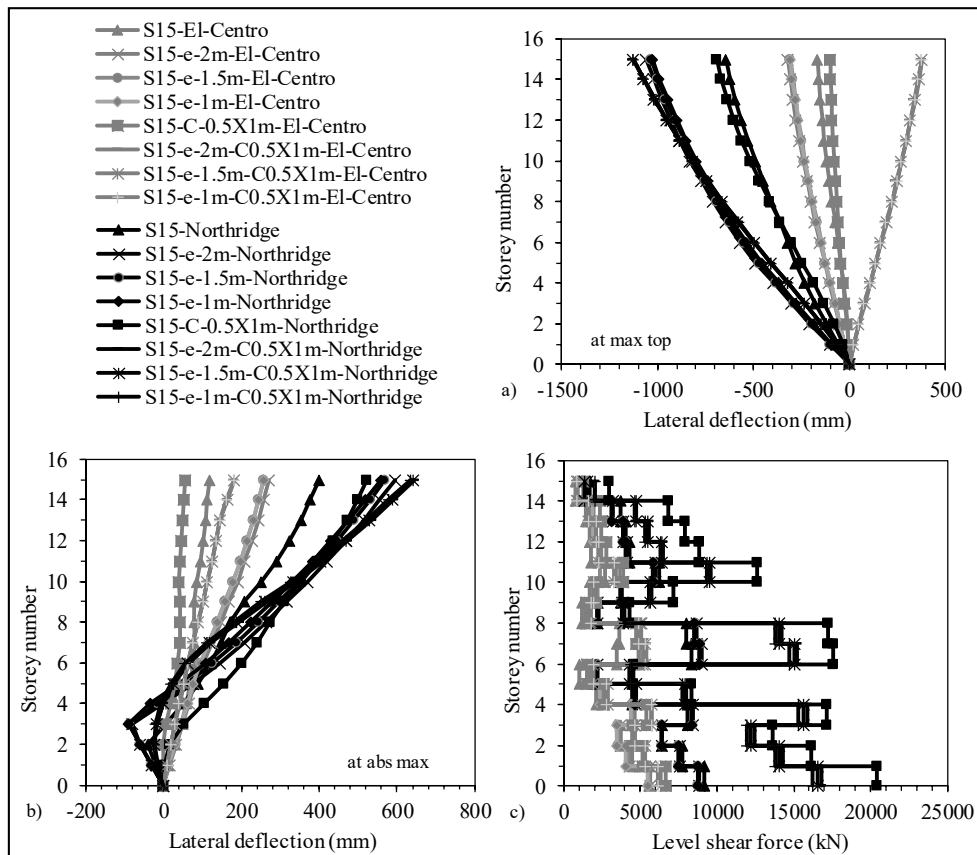 S15-El-Centro
S15-e-2m-El-Centro
S15-e-1.5m-El-Centro
S15-e-1m-El-Centro
S15-C-0.5X1m-El-Centro
S15-e-2m-C0.5X1m-El-Centro
S15-e-1.5m-C0.5X1m-El-Centro
S15-e-1m-C0.5X1m-El-Centro
S15-Northridge
S15-e-2m-Northridge
S15-e-1.5m-Northridge
S15-e-1m-Northridge
S15-C-0.5X1m-Northridge
S15-e-2m-C0.5X1m-Northridge
S15-e-1.5m-C0.5X1m-Northridge
S15-e-1m-C0.5X1m-Northridge
Storey number
16
14
12
10
8
6
4
2
0
at max top
a)
-1500 -1000 -500 0 500
Lateral deflection (mm)
Storey number
16
14
12
10
8
6
4
2
0
at abs max
b)
-200 0 200 400 600 800
Lateral deflection (mm)
Storey number
16
14
12
10
8
6
4
2
0
c)
0 5000 10000 15000 20000 25000
Level shear force (kN)